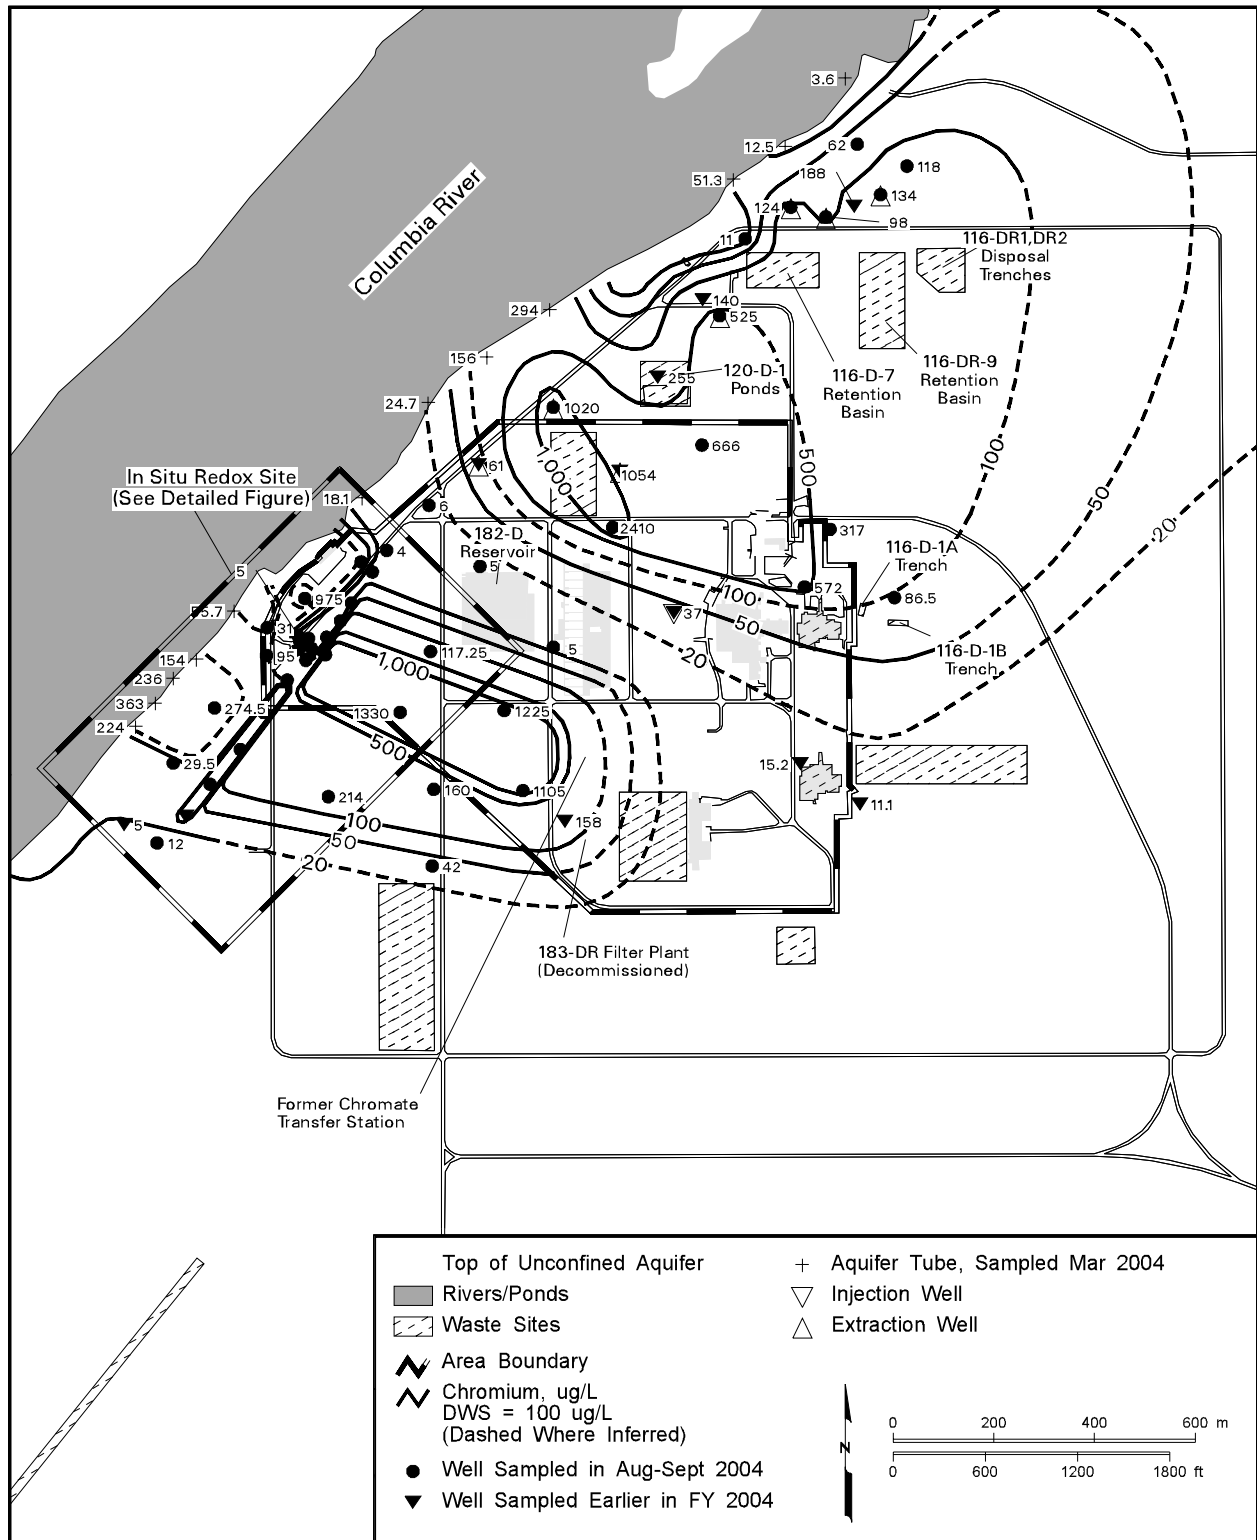 3.6
12.5
62
118
188
51.3
134
124
98
11
116-DR1,DR2
Disposal
Trenches
Columbia River
140
525
294
156
120-D-1
Ponds
255
116-D-7
Retention
Basin
116-DR-9
Retention
Basin
24.7
1020
666
500
100
50
20
In Situ Redox Site
(See Detailed Figure)
61
1000
1054
18.1
6
182-D
Reservoir
2410
317
4
5
5
116-D-1A
Trench
975
100
572
86.5
55.7
37
31
50
116-D-1B
Trench
154
95
117.25
5
20
236
1,000
363
274.5
1330
1225
224
500
29.5
15.2
214
160
1105
11.1
100
158
5
50
12
20
42
183-DR Filter Plant
(Decommissioned)
Former Chromate
Transfer Station
Top of Unconfined Aquifer
Rivers/Ponds
Waste Sites
Area Boundary
Chromium, ug/L
DWS = 100 ug/L
(Dashed Where Inferred)
Well Sampled in Aug-Sept 2004
Well Sampled Earlier in FY 2004
Aquifer Tube, Sampled Mar 2004
Injection Well
Extraction Well
N
0 200 400 600 m
0 600 1200 1800 ft